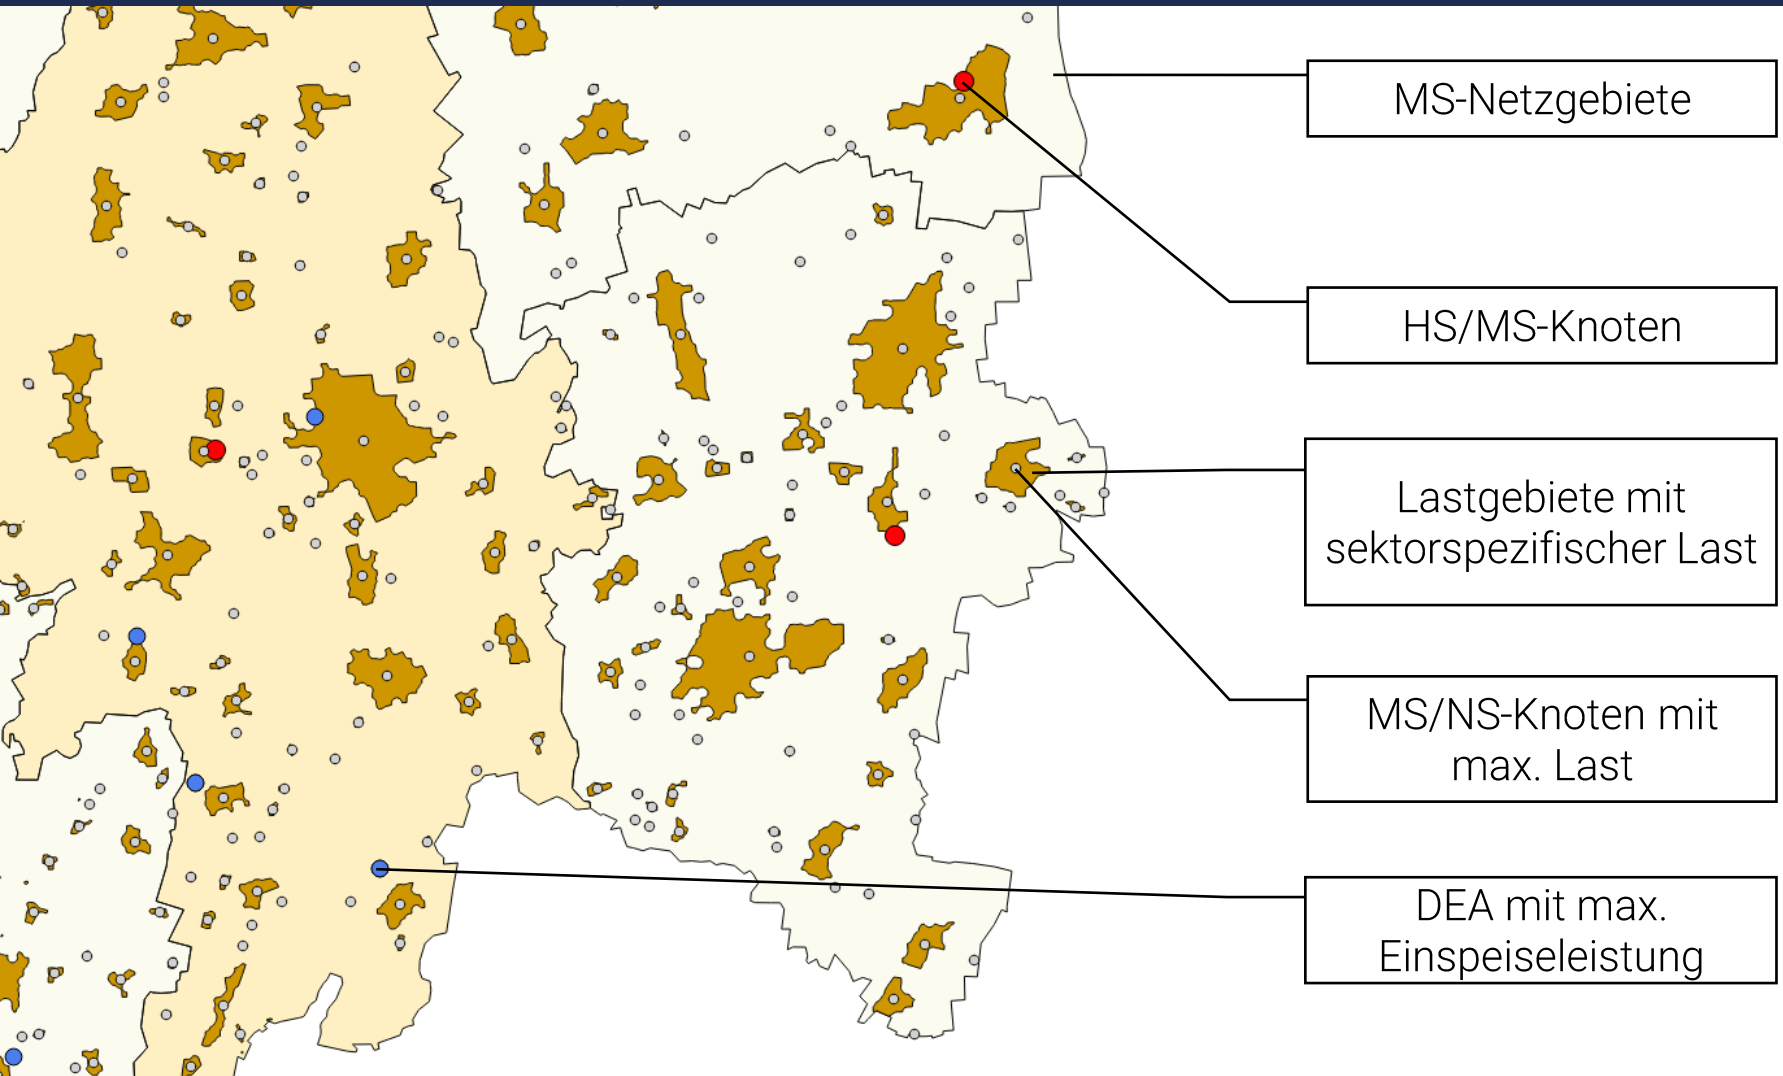 MS-Netzgebiete
HS/MS-Knoten
Lastgebiete mit
sektorspezifischer Last
MS/NS-Knoten mit
max. Last
DEA mit max.
Einspeiseleistung